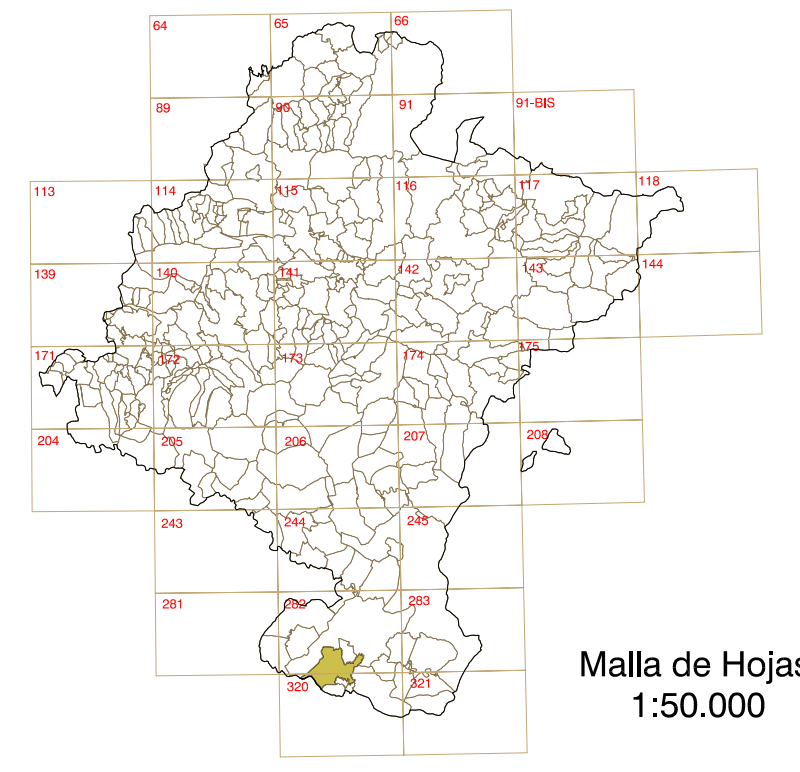 64 65 66
89 90 91 91-BIS
113 114 115 116 117 118
139 140 141 142 143 144
171 172 173 174 175
204 205 206 207 208
243 244 245
281 282 283
320 321
Malla de Hojas
1:50.000